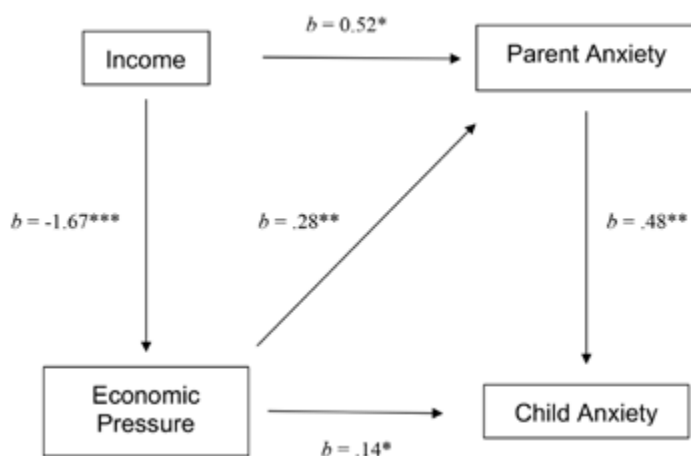 b = 0.52*
Income
Parent Anxiety
b = -1.67***
b = .28**
b = .48**
Economic
Pressure
Child Anxiety
b = .14*